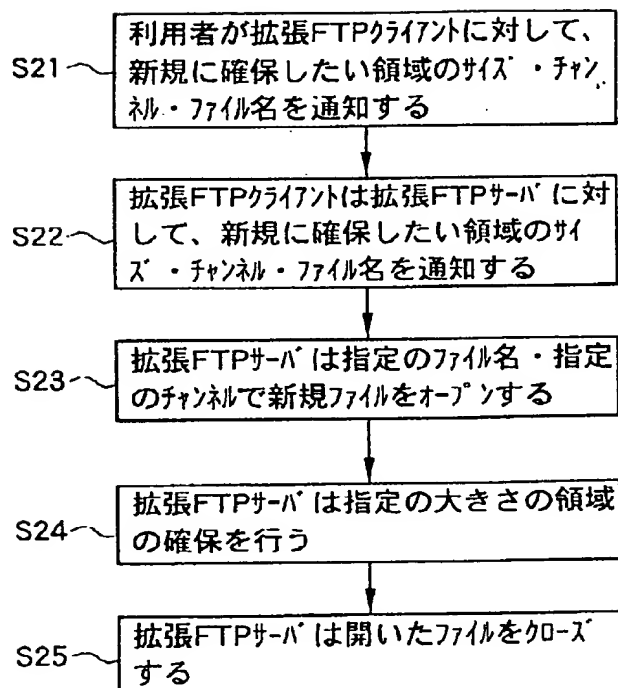 S21
利用者が拡張FTPｸﾗｲｱﾝﾄに対して、
新規に確保したい領域のｻｲｽﾞ・ﾁｬﾝ
ﾈﾙ・ﾌｧｲﾙ名を通知する
S22
拡張FTPｸﾗｲｱﾝﾄは拡張FTPｻｰﾊﾞに対
して、新規に確保したい領域のｻｲ
ｽﾞ・ﾁｬﾝﾈﾙ・ﾌｧｲﾙ名を通知する
S23
拡張FTPｻｰﾊﾞは指定のﾌｧｲﾙ名・指定
のﾁｬﾝﾈﾙで新規ﾌｧｲﾙをｵｰﾌﾟﾝする
S24
拡張FTPｻｰﾊﾞは指定の大きさの領域
の確保を行う
S25
拡張FTPｻｰﾊﾞは開いたﾌｧｲﾙをｸﾛｰｽﾞ
する